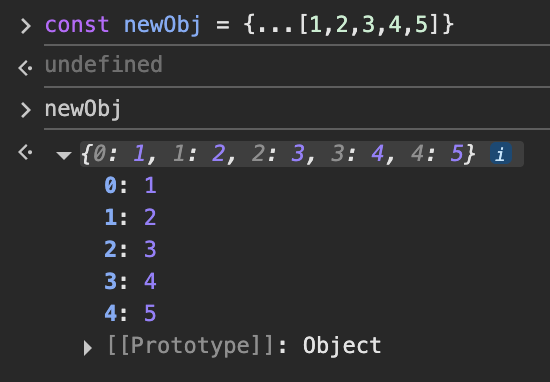 const newObj = {...[1,2,3,4,5]}
undefined
newObj
{0: 1, 1: 2, 2: 3, 3: 4, 4: 5} i
0: 1
1: 2
2: 3
3: 4
4: 5
[[Prototype]]: Object